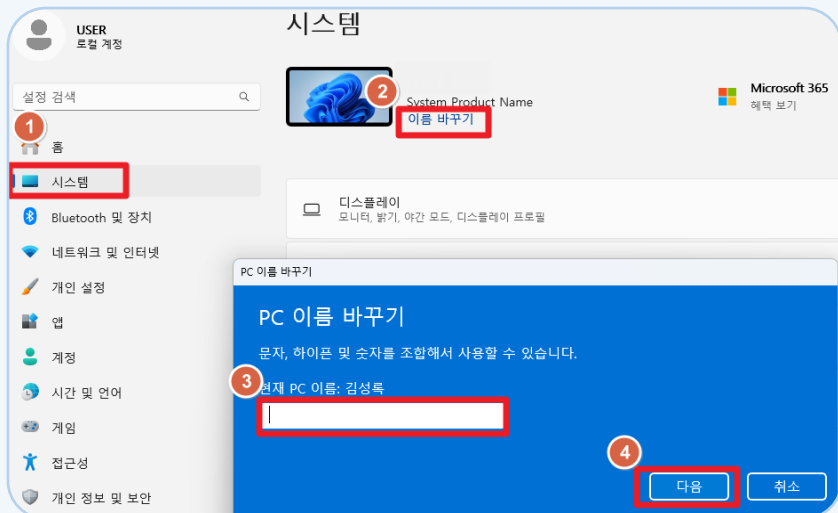 USER
로컬 계정
설정 검색
1
홈
시스템
Bluetooth 및 장치
네트워크 및 인터넷
개인 설정
앱
계정
시간 및 언어
게임
접근성
개인 정보 및 보안
시스템
2
System Product Name
이름 바꾸기
Microsoft 365
혜택 보기
디스플레이
모니터, 밝기, 야간 모드, 디스플레이 프로필
PC 이름 바꾸기
PC 이름 바꾸기
문자, 하이픈 및 숫자를 조합해서 사용할 수 있습니다.
3
현재 PC 이름: 김성록
4
다음
취소